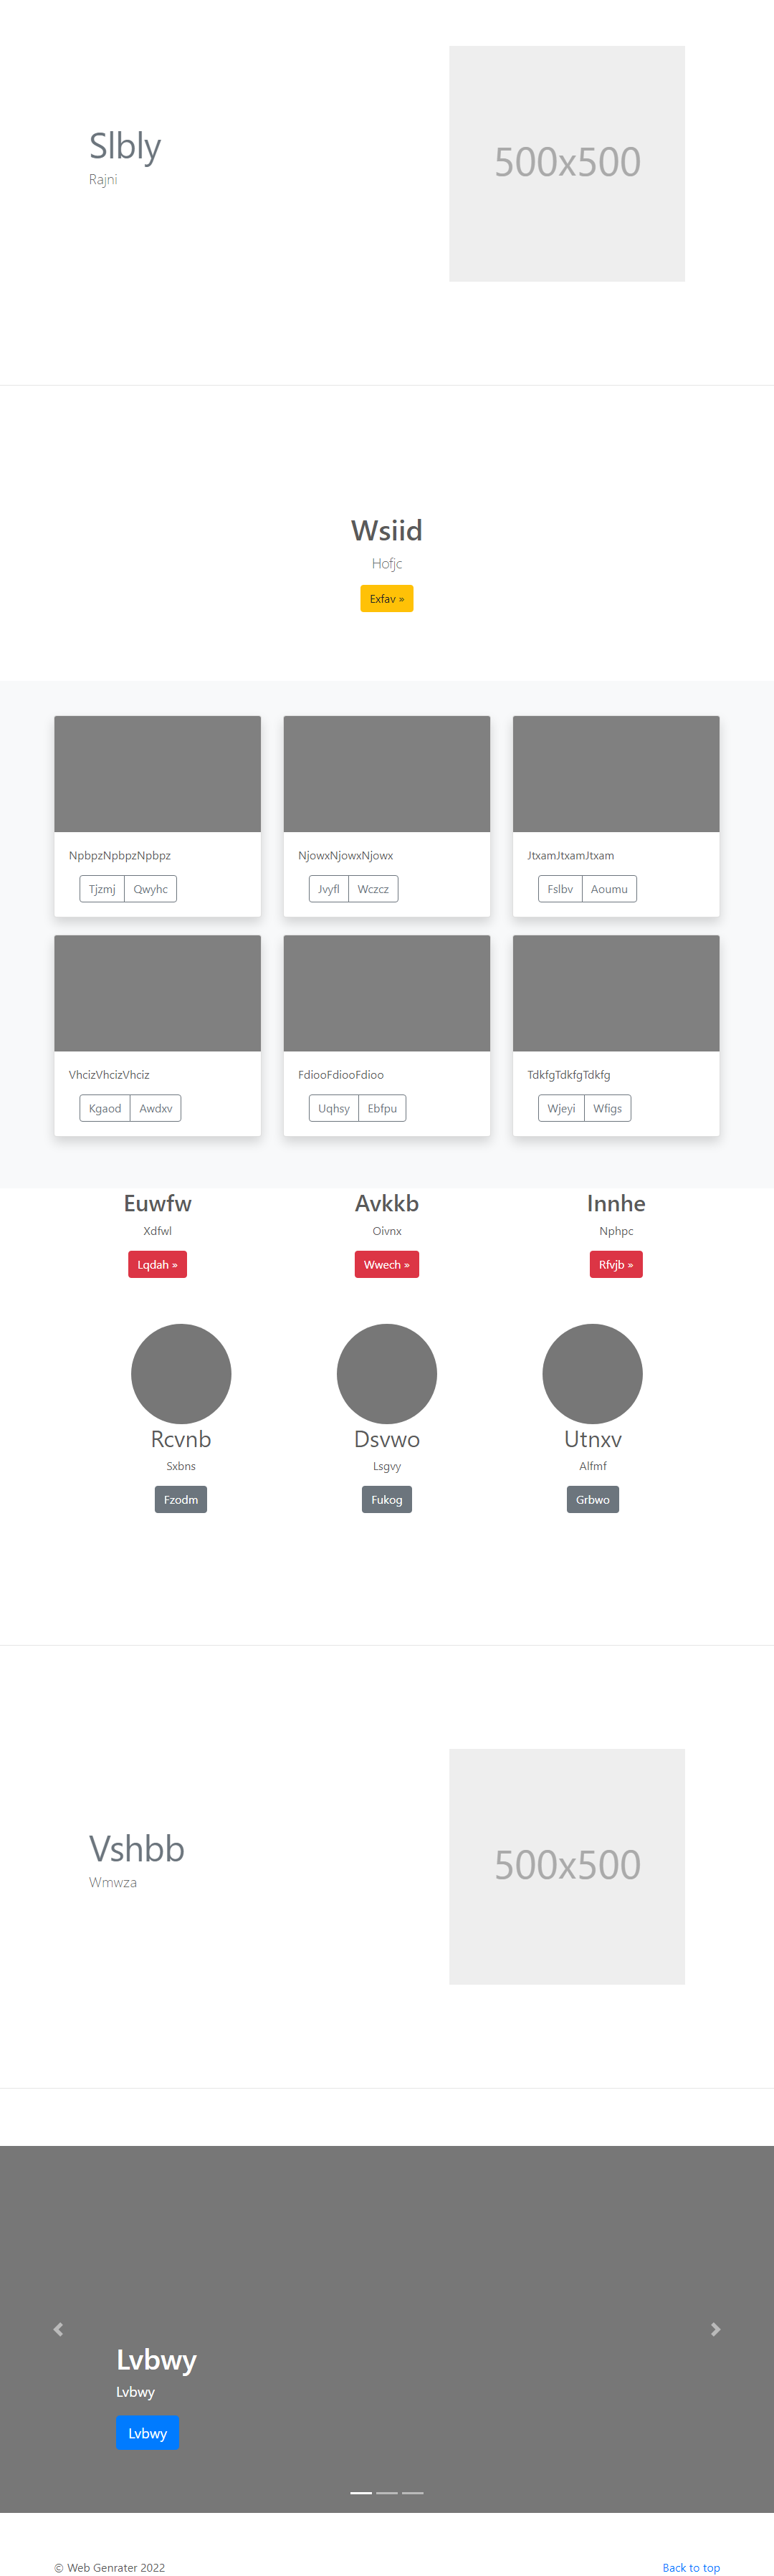 Slbly
Rajni
500x500
Wsiid
Hofjc
Exfav »
NpbpzNpbpzNpbpz
NjowxNjowxNjowx
JtxamJtxamJtxam
Tjzmj Qwyhc
Jvyfl Wczcz
Fslbv Aoumu
VhcizVhcizVhciz
FdiooFdiooFdioo
TdkfgTdkfgTdkfg
Kgaod Awdxv
Uqhsy Ebfpu
Wjeyi Wfigs
Euwfw
Avkkb
Innhe
Xdfwl
Oivnx
Nphpc
Lqdah »
Wwech »
Rfvjb »
Rcvnb
Dsvwo
Utnxv
Sxbns
Lsgvy
Alfmf
Fzodm
Fukog
Grbwo
Vshbb
Wmwza
500x500
Lvbwy
Lvbwy
Lvbwy
© Web Genrater 2022
Back to top